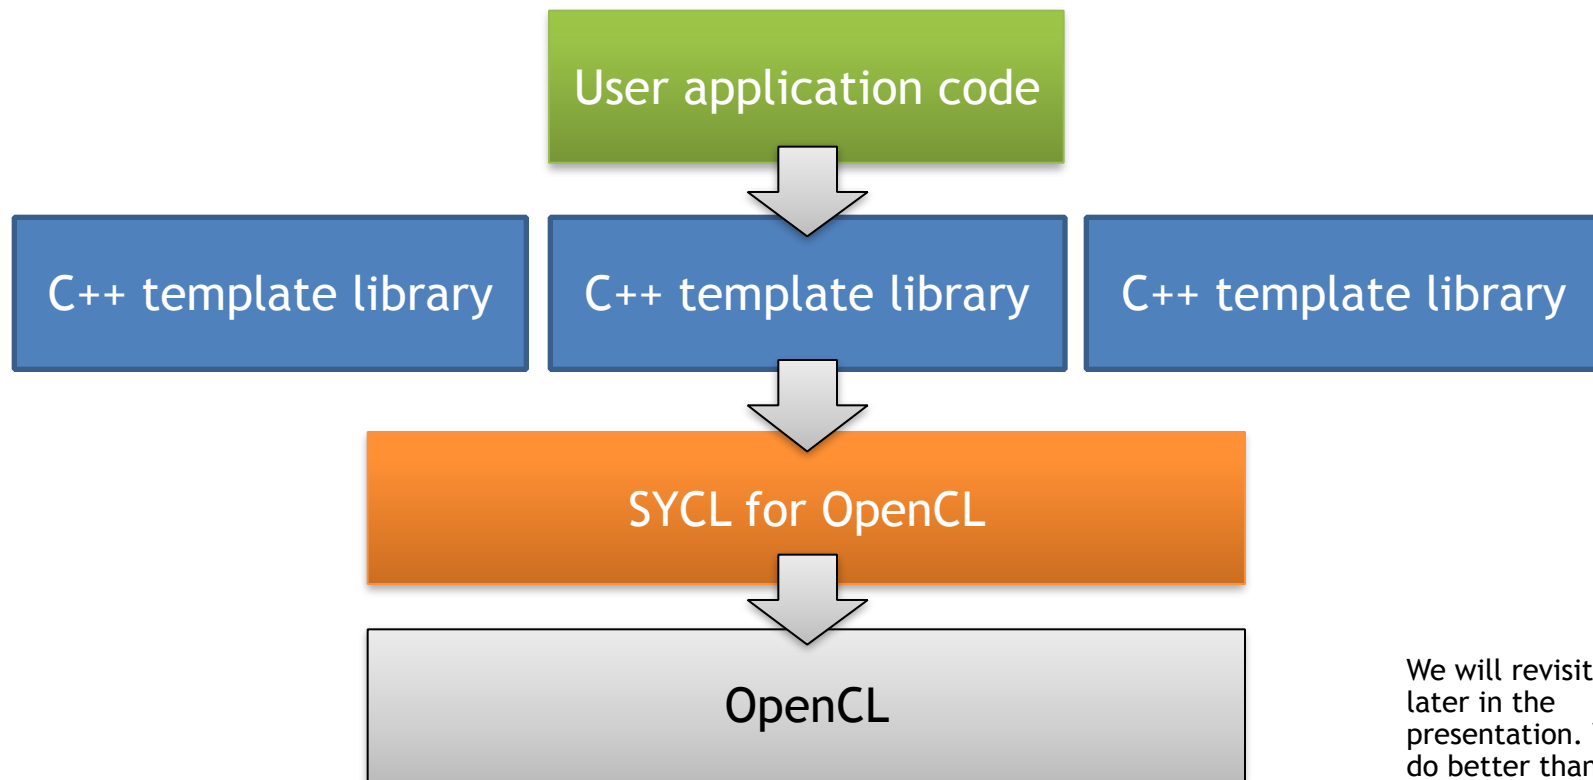 User application code
C++ template library
C++ template library
C++ template library
SYCL for OpenCL
OpenCL
We will revisit
later in the
presentation.
do better than